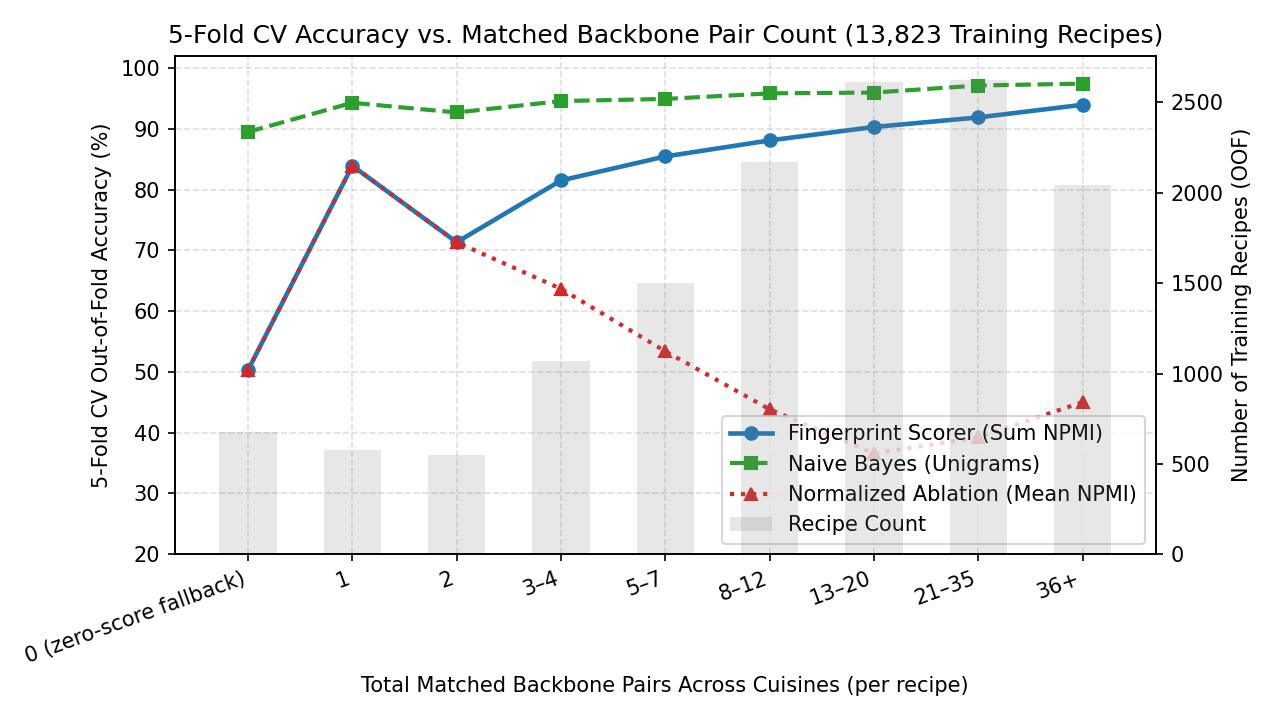 5-Fold CV Accuracy vs. Matched Backbone Pair Count (13,823 Training Recipes)
5-Fold CV Out-of-Fold Accuracy (%)
100
90
80
70
60
50
40
30
20
2500
2000
1500
1000
500
0
Number of Training Recipes (OOF)
Fingerprint Scorer (Sum NPMI)
Naive Bayes (Unigrams)
Normalized Ablation (Mean NPMI)
Recipe Count
0 (zero-score fallback)
1
2
3–4
5–7
8–12
13–20
21–35
36+
Total Matched Backbone Pairs Across Cuisines (per recipe)